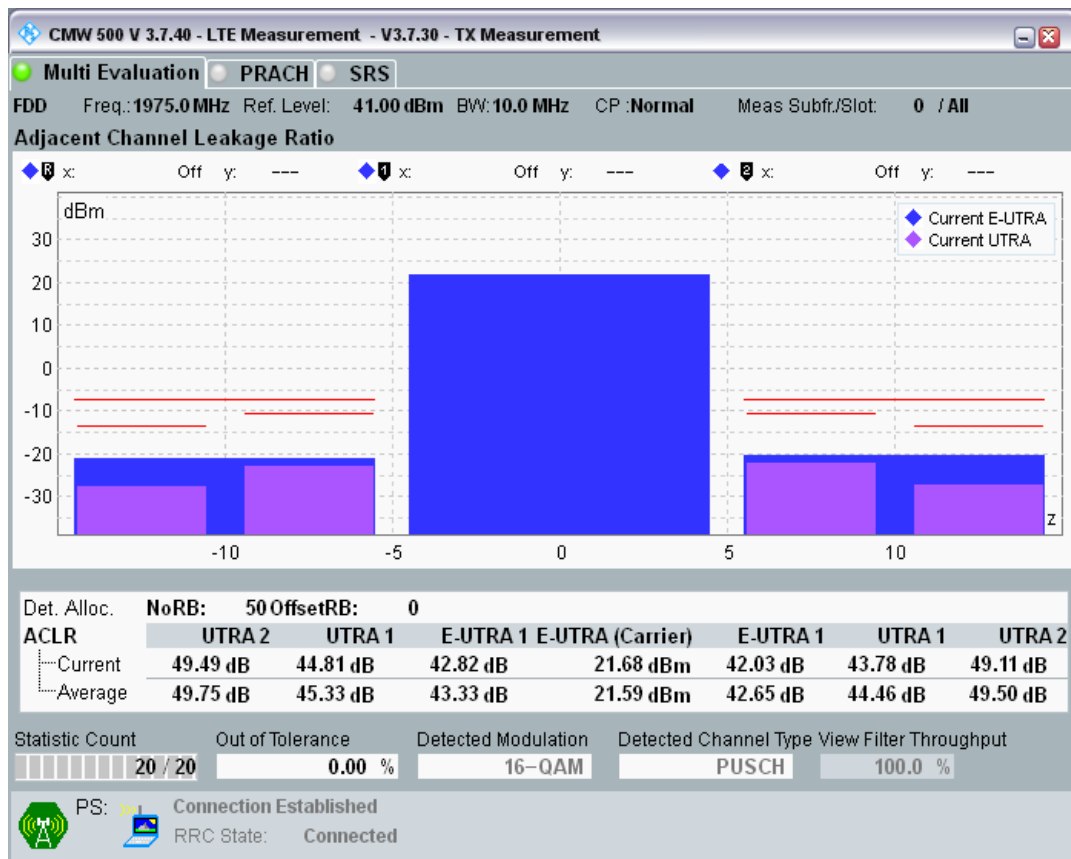 CMW 500 V 3.7.40 - LTE Measurement - V3.7.30 - TX Measurement
Multi Evaluation PRACH SRS
FDD Freq.:1975.0MHz Ref. Level: 41.00dBm BW:10.0 MHz CP :Normal Meas Subfr./Slot: 0 / All
Adjacent Channel Leakage Ratio
R x: Off y: --- 1 x: Off y: --- 2 x: Off y: ---
dBm
Current E-UTRA
Current UTRA
30
20
10
0
-10
-20
-30
z
-10 -5 0 5 10
Det. Alloc. NoRB: 50 OffsetRB: 0
ACLR UTRA 2 UTRA 1 E-UTRA 1 E-UTRA (Carrier) E-UTRA 1 UTRA 1 UTRA 2
Current 49.49 dB 44.81 dB 42.82 dB 21.68 dBm 42.03 dB 43.78 dB 49.11 dB
Average 49.75 dB 45.33 dB 43.33 dB 21.59 dBm 42.65 dB 44.46 dB 49.50 dB
Statistic Count Out of Tolerance Detected Modulation Detected Channel Type View Filter Throughput
20 / 20 0.00 % 16-QAM PUSCH 100.0 %
PS: Connection Established
RRC State: Connected